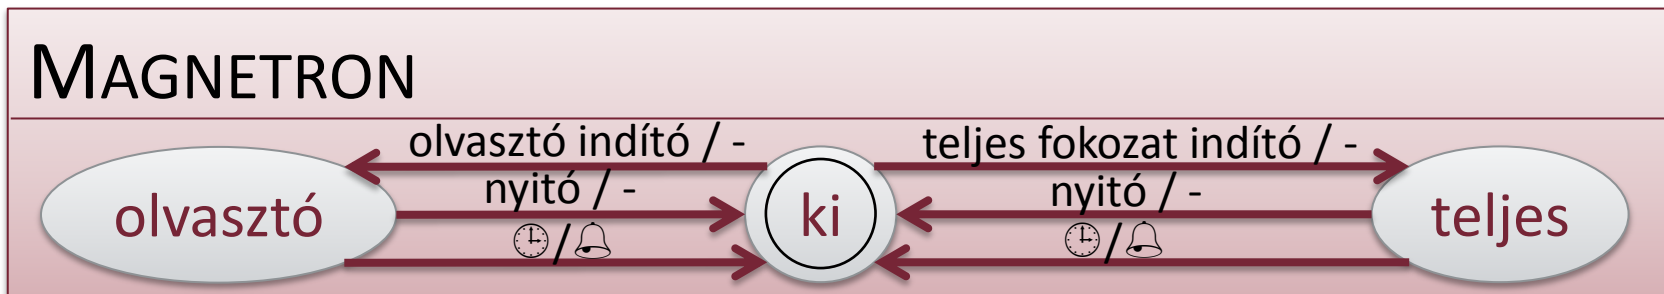 MAGNETRON
olvasztó indító / -
teljes fokozat indító / -
nyitó / -
nyitó / -
olvasztó
ki
teljes
🕒/🔔
🕒/🔔